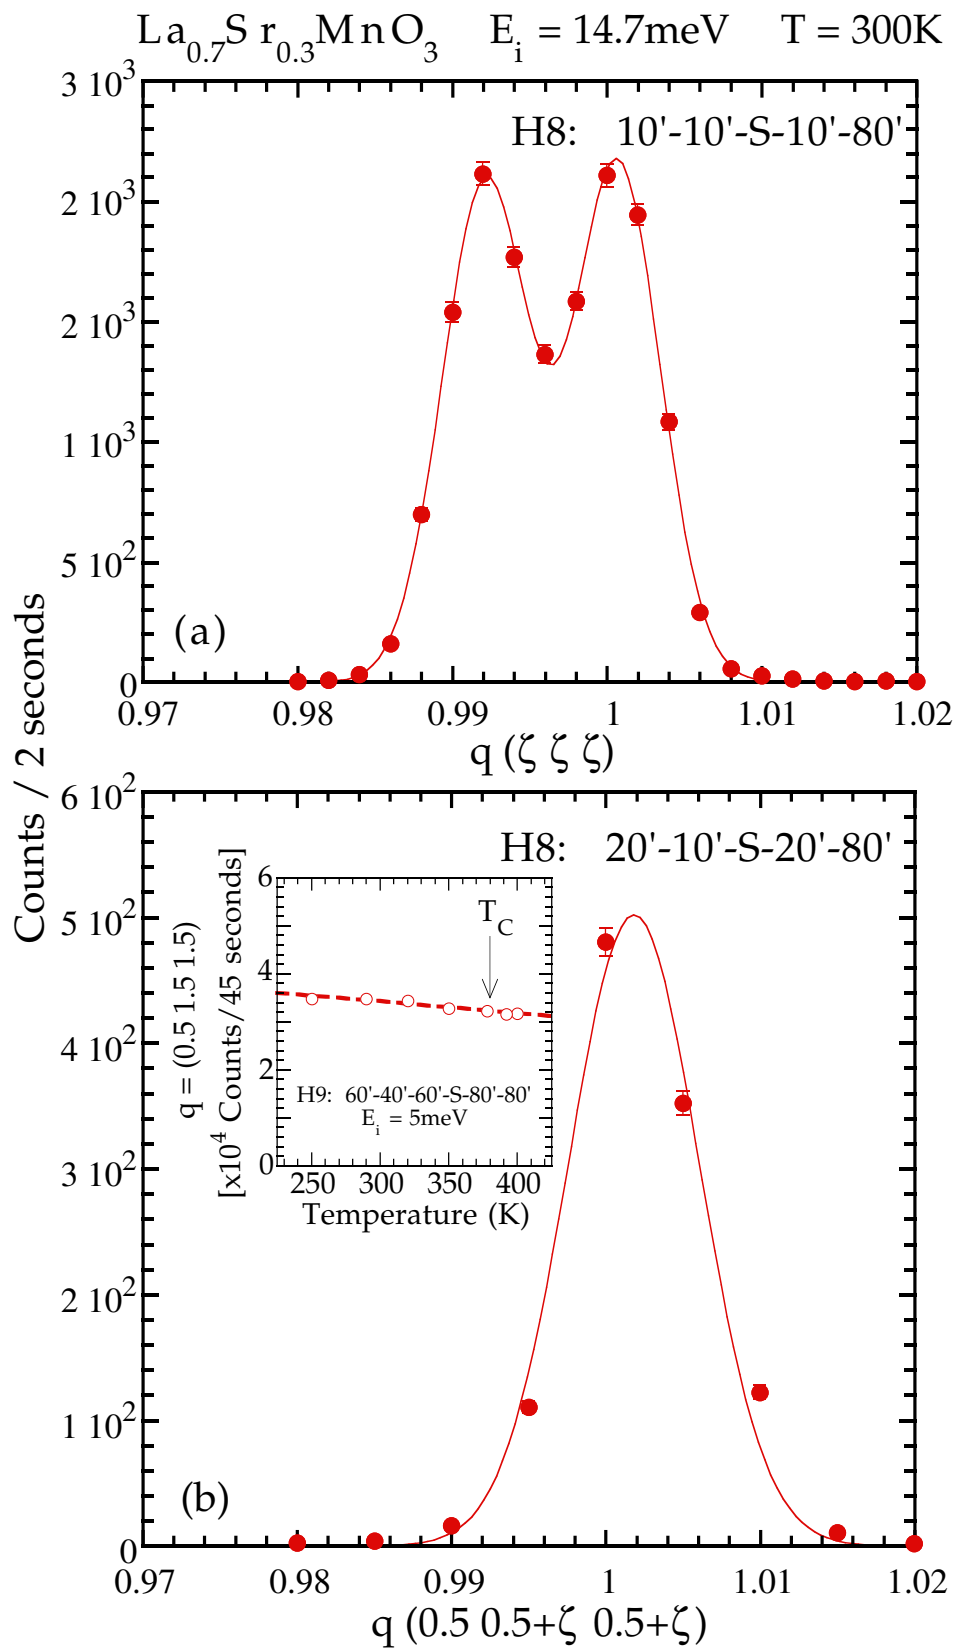 La0.7Sr0.3MnO3 Ei = 14.7meV T = 300K
3 10^3
H8: 10'-10'-S-10'-80'
2 10^3
2 10^3
1 10^3
5 10^2
(a)
0
0.97 0.98 0.99 1 1.01 1.02
q (ζ ζ ζ)
Counts / 2 seconds
6 10^2
H8: 20'-10'-S-20'-80'
5 10^2
4 10^2
3 10^2
2 10^2
1 10^2
0
q = (0.5 1.5 1.5)
[x10^4 Counts/45 seconds]
6
TC
4
2
H9: 60'-40'-60'-S-80'-80'
Ei = 5meV
0
250 300 350 400
Temperature (K)
(b)
0.97 0.98 0.99 1 1.01 1.02
q (0.5 0.5+ζ 0.5+ζ)